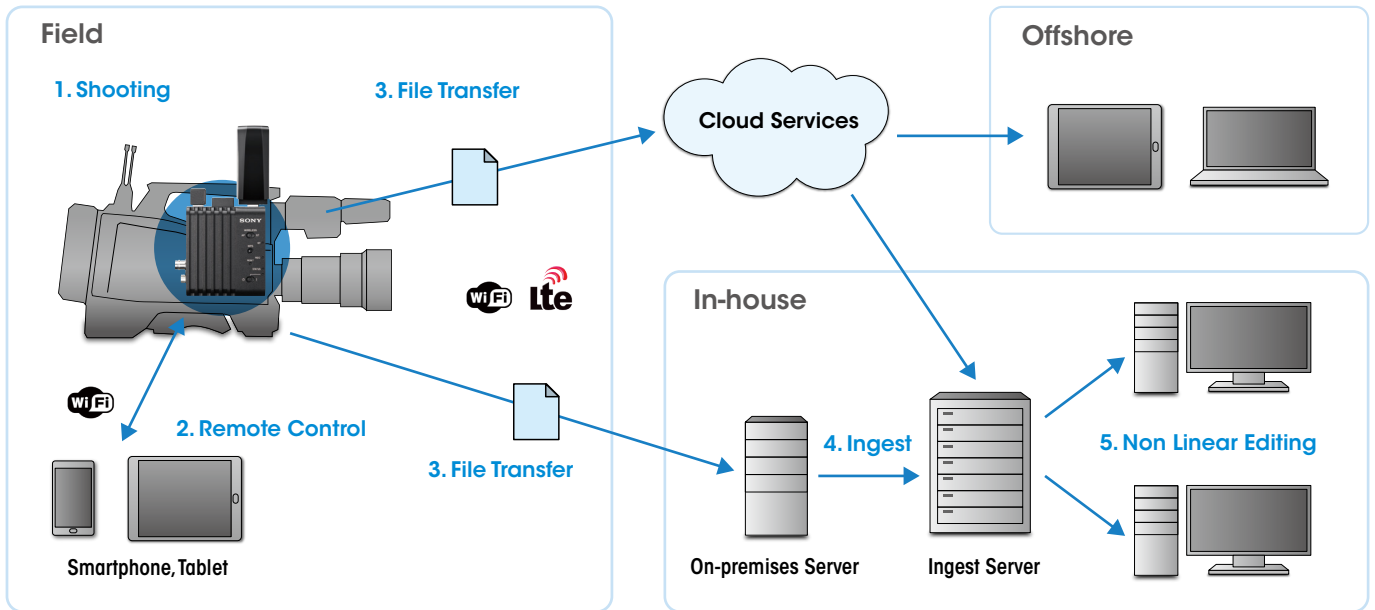 Field
Offshore
1. Shooting
3. File Transfer
Cloud Services
SONY
WiFi
Lte
In-house
WiFi
2. Remote Control
3. File Transfer
4. Ingest
5. Non Linear Editing
Smartphone, Tablet
On-premises Server
Ingest Server